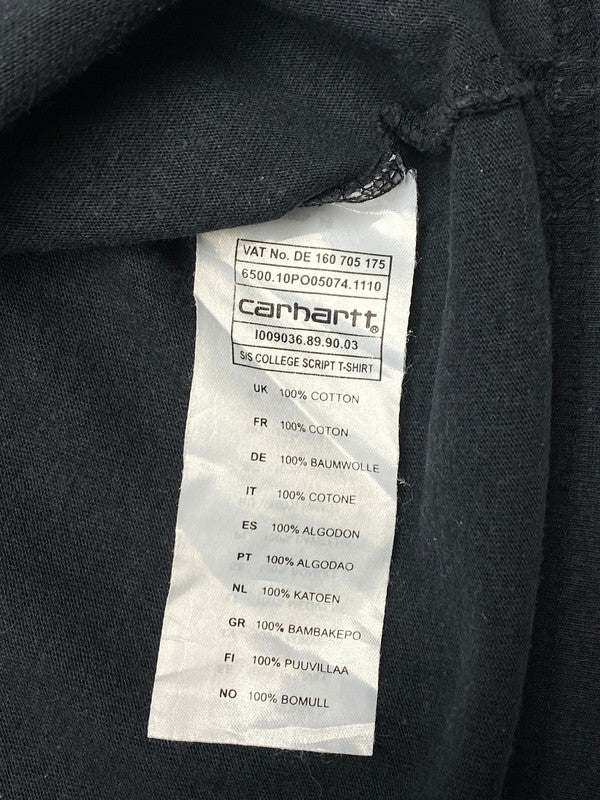 VAT No. DE 160 705 175
6500.10PO05074.1110
carhartt®
I009036.89.90.03
S/S COLLEGE SCRIPT T-SHIRT
UK 100% COTTON
FR 100% COTON
DE 100% BAUMWOLLE
IT 100% COTONE
ES 100% ALGODON
PT 100% ALGODAO
NL 100% KATOEN
GR 100% BAMBAKEPO
FI 100% PUUVILLAA
NO 100% BOMULL